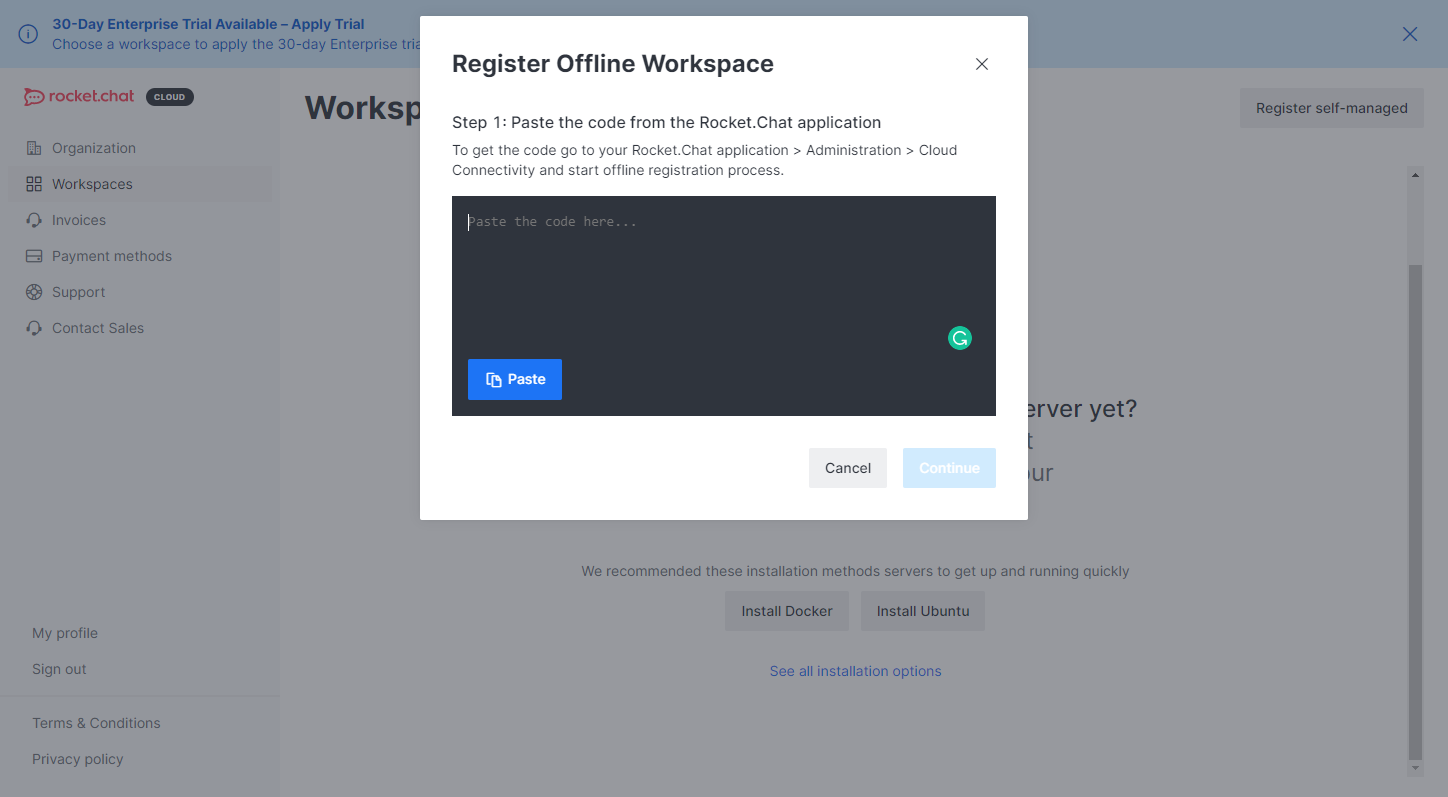 30-Day Enterprise Trial Available – Apply Trial
Choose a workspace to apply the 30-day Enterprise
rocket.chat CLOUD
Organization
Workspaces
Invoices
Payment methods
Support
Contact Sales
My profile
Sign out
Terms & Conditions
Privacy policy
Register self-managed
Register Offline Workspace
Step 1: Paste the code from the Rocket.Chat application
To get the code go to your Rocket.Chat application > Administration > Cloud
Connectivity and start offline registration process.
Paste the code here...
Paste
Cancel
Continue
yet?
We recommended these installation methods servers to get up and running quickly
Install Docker
Install Ubuntu
See all installation options